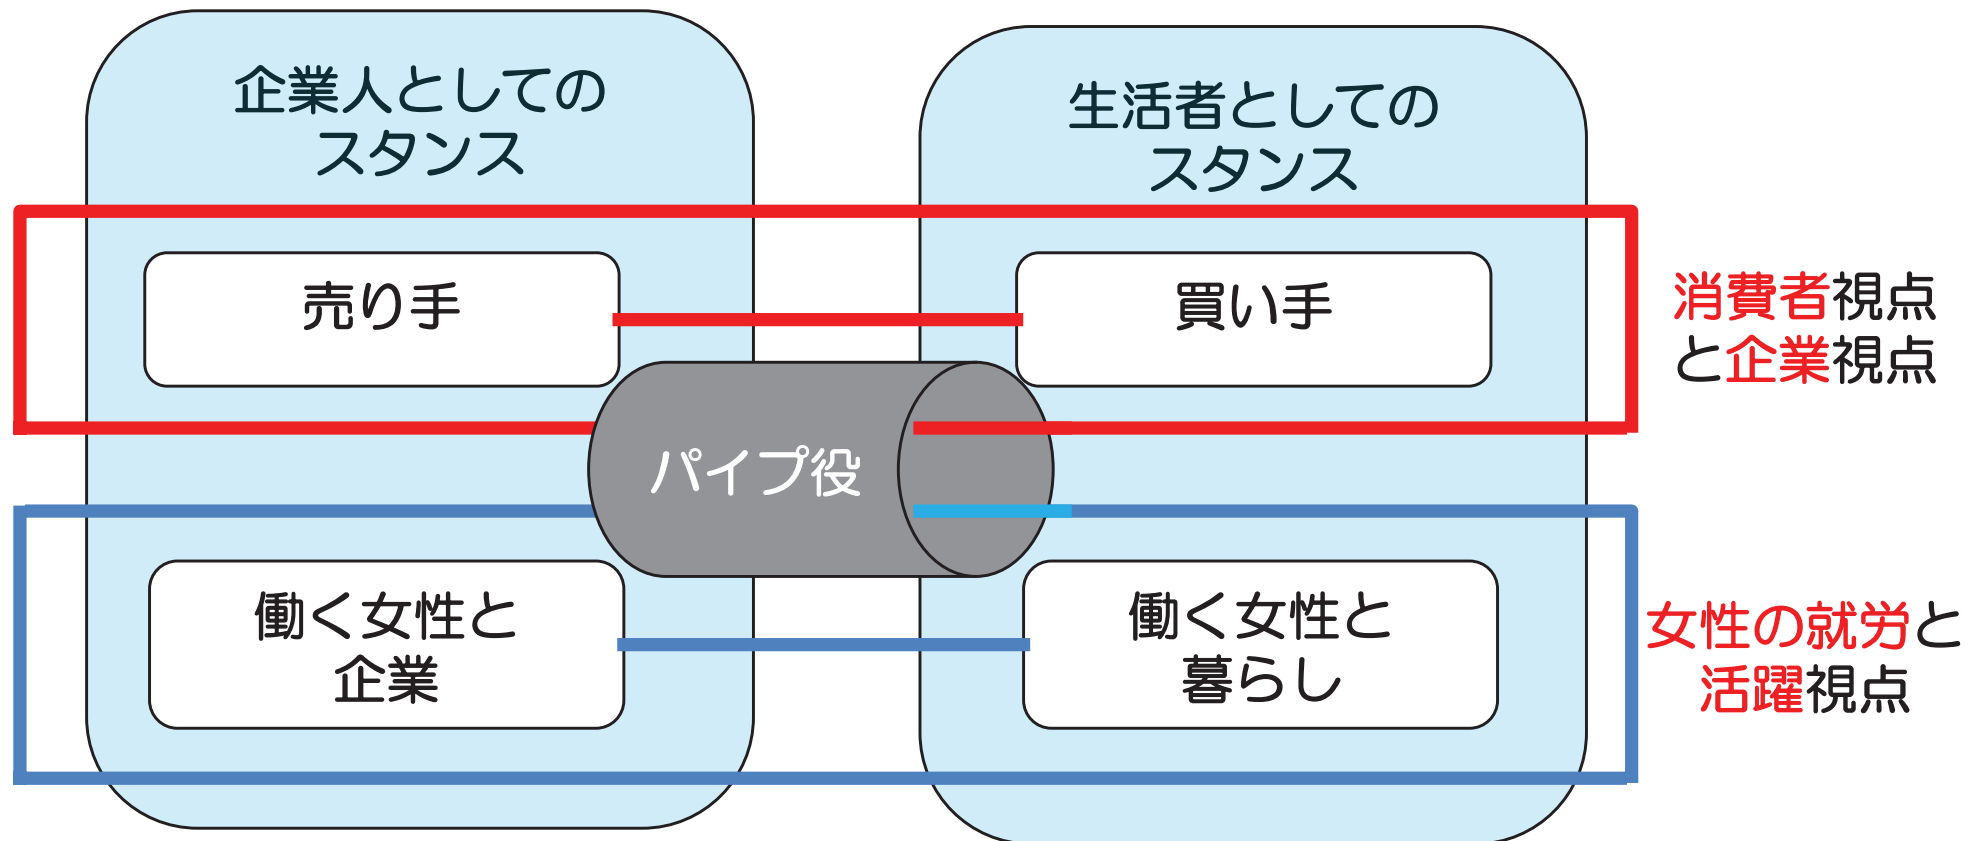 企業人としての
スタンス
生活者としての
スタンス
売り手
買い手
消費者視点
と企業視点
パイプ役
働く女性と
企業
働く女性と
暮らし
女性の就労と
活躍視点